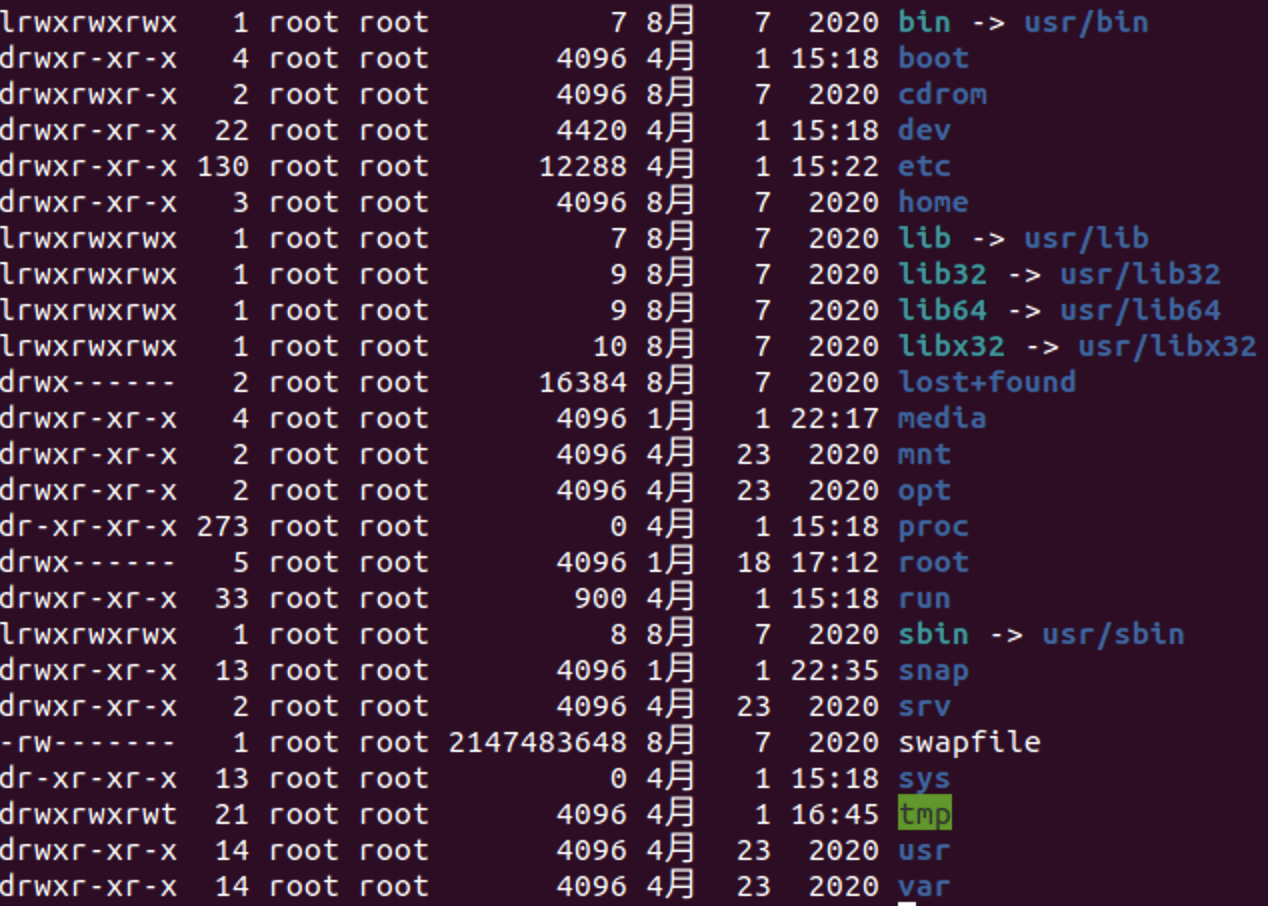 lrwxrwxrwx   1 root root          7 8月   7  2020 bin -> usr/bin
drwxr-xr-x   4 root root       4096 4月   1 15:18 boot
drwxrwxr-x   2 root root       4096 8月   7  2020 cdrom
drwxr-xr-x  22 root root       4420 4月   1 15:18 dev
drwxr-xr-x 130 root root      12288 4月   1 15:22 etc
drwxr-xr-x   3 root root       4096 8月   7  2020 home
lrwxrwxrwx   1 root root          7 8月   7  2020 lib -> usr/lib
lrwxrwxrwx   1 root root          9 8月   7  2020 lib32 -> usr/lib32
lrwxrwxrwx   1 root root          9 8月   7  2020 lib64 -> usr/lib64
lrwxrwxrwx   1 root root         10 8月   7  2020 libx32 -> usr/libx32
drwx------   2 root root      16384 8月   7  2020 lost+found
drwxr-xr-x   4 root root       4096 1月   1 22:17 media
drwxr-xr-x   2 root root       4096 4月  23  2020 mnt
drwxr-xr-x   2 root root       4096 4月  23  2020 opt
dr-xr-xr-x 273 root root          0 4月   1 15:18 proc
drwx------   5 root root       4096 1月  18 17:12 root
drwxr-xr-x  33 root root        900 4月   1 15:18 run
lrwxrwxrwx   1 root root          8 8月   7  2020 sbin -> usr/sbin
drwxr-xr-x  13 root root       4096 1月   1 22:35 snap
drwxr-xr-x   2 root root       4096 4月  23  2020 srv
-rw-------   1 root root 2147483648 8月   7  2020 swapfile
dr-xr-xr-x  13 root root          0 4月   1 15:18 sys
drwxrwxrwt  21 root root       4096 4月   1 16:45 tmp
drwxr-xr-x  14 root root       4096 4月  23  2020 usr
drwxr-xr-x  14 root root       4096 4月  23  2020 var